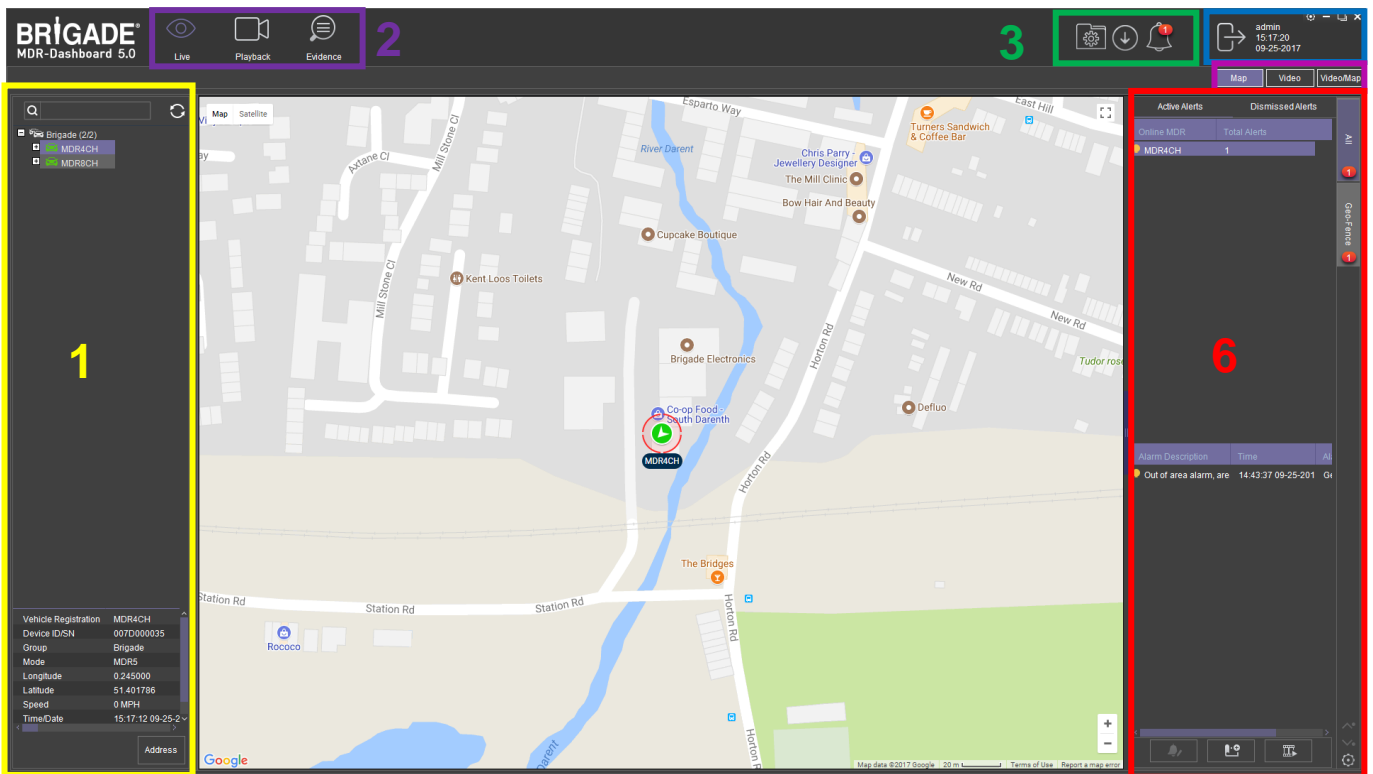 BRIGADE
MDR-Dashboard 5.0
Live
Playback
Evidence
2
3
1
admin
15:17:20
09-25-2017
Map
Video
Video/Map
1
Brigade (2/2)
MDR4CH
MDR8CH
Vehicle Registration MDR4CH
Device ID/SN 007D000035
Group Brigade
Mode MDR5
Longitude 0.245000
Latitude 51.401786
Speed 0 MPH
Time/Date 15:17:12 09-25-2
Address
Map
Satellite
Esparto Way
East Hill
Turners Sandwich
& Coffee Bar
River Darent
Axtane Cl
Mill Stone Cl
Chris Parry -
Jewellery Designer
The Mill Clinic
Bow Hair And Beauty
Cupcake Boutique
Kent Loos Toilets
Mill Stone Cl
New Rd
New Rd
Horton Rd
Tudor rose
Brigade Electronics
Co-op Food -
South Darenth
Defluo
MDR4CH
Horton Rd
The Bridges
Station Rd
Station Rd
Station Rd
Horton Rd
Rococo
Darent
Horton R
Google
Map data ©2017 Google
20 m
Terms of Use
Report a map error
Active Alerts
Dismissed Alerts
Online MDR
Total Alerts
MDR4CH
1
All
1
Geo-Fence
1
6
Alarm Description
Time
Al
Out of area alarm, are
14:43:37 09-25-201
Ge